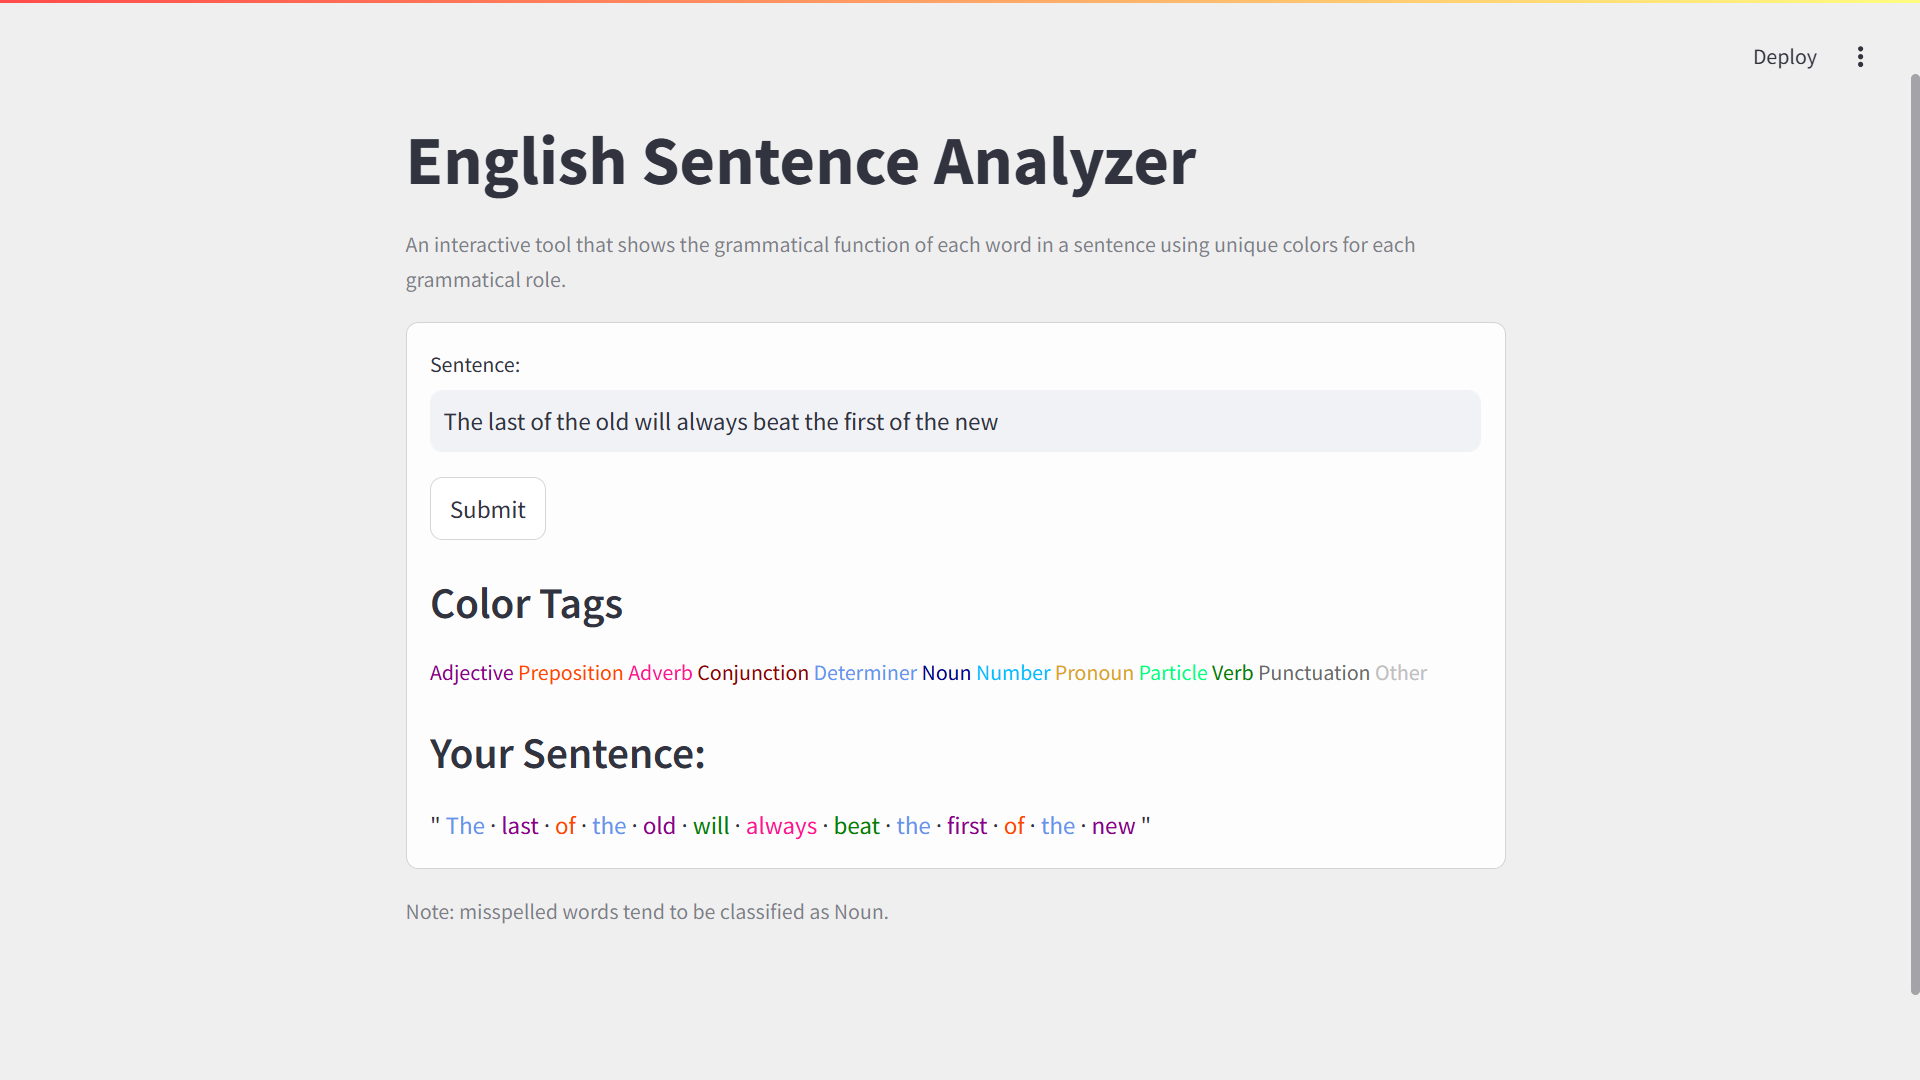 Deploy
English Sentence Analyzer
An interactive tool that shows the grammatical function of each word in a sentence using unique colors for each
grammatical role.
Sentence:
The last of the old will always beat the first of the new
Submit
Color Tags
Adjective Preposition Adverb Conjunction Determiner Noun Number Pronoun Particle Verb Punctuation Other
Your Sentence:
" The · last · of · the · old · will · always · beat · the · first · of · the · new "
Note: misspelled words tend to be classified as Noun.